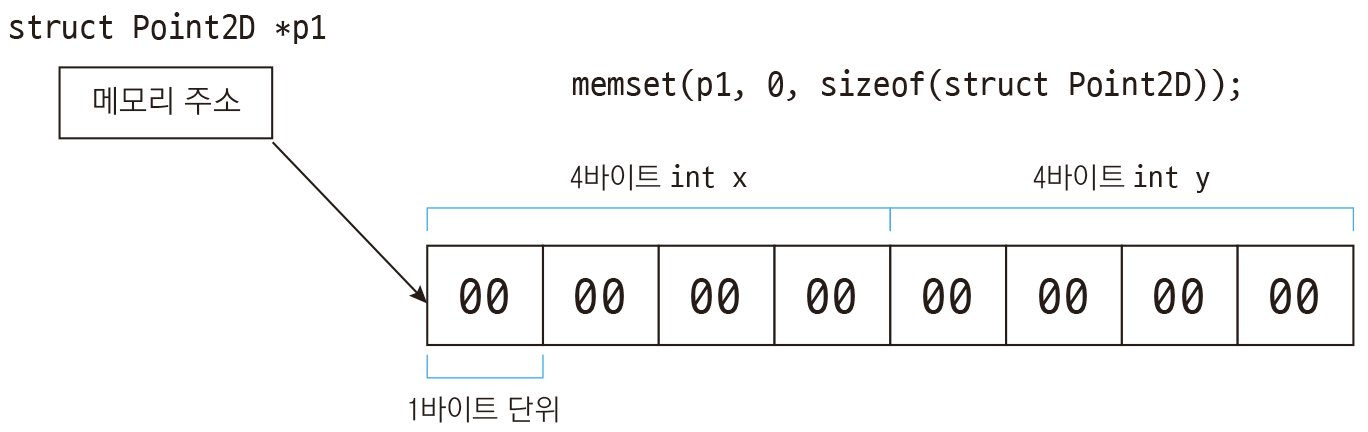 struct Point2D *p1
메모리 주소
memset(p1, 0, sizeof(struct Point2D));
4바이트 int x
4바이트 int y
00 00 00 00 00 00 00 00
1바이트 단위